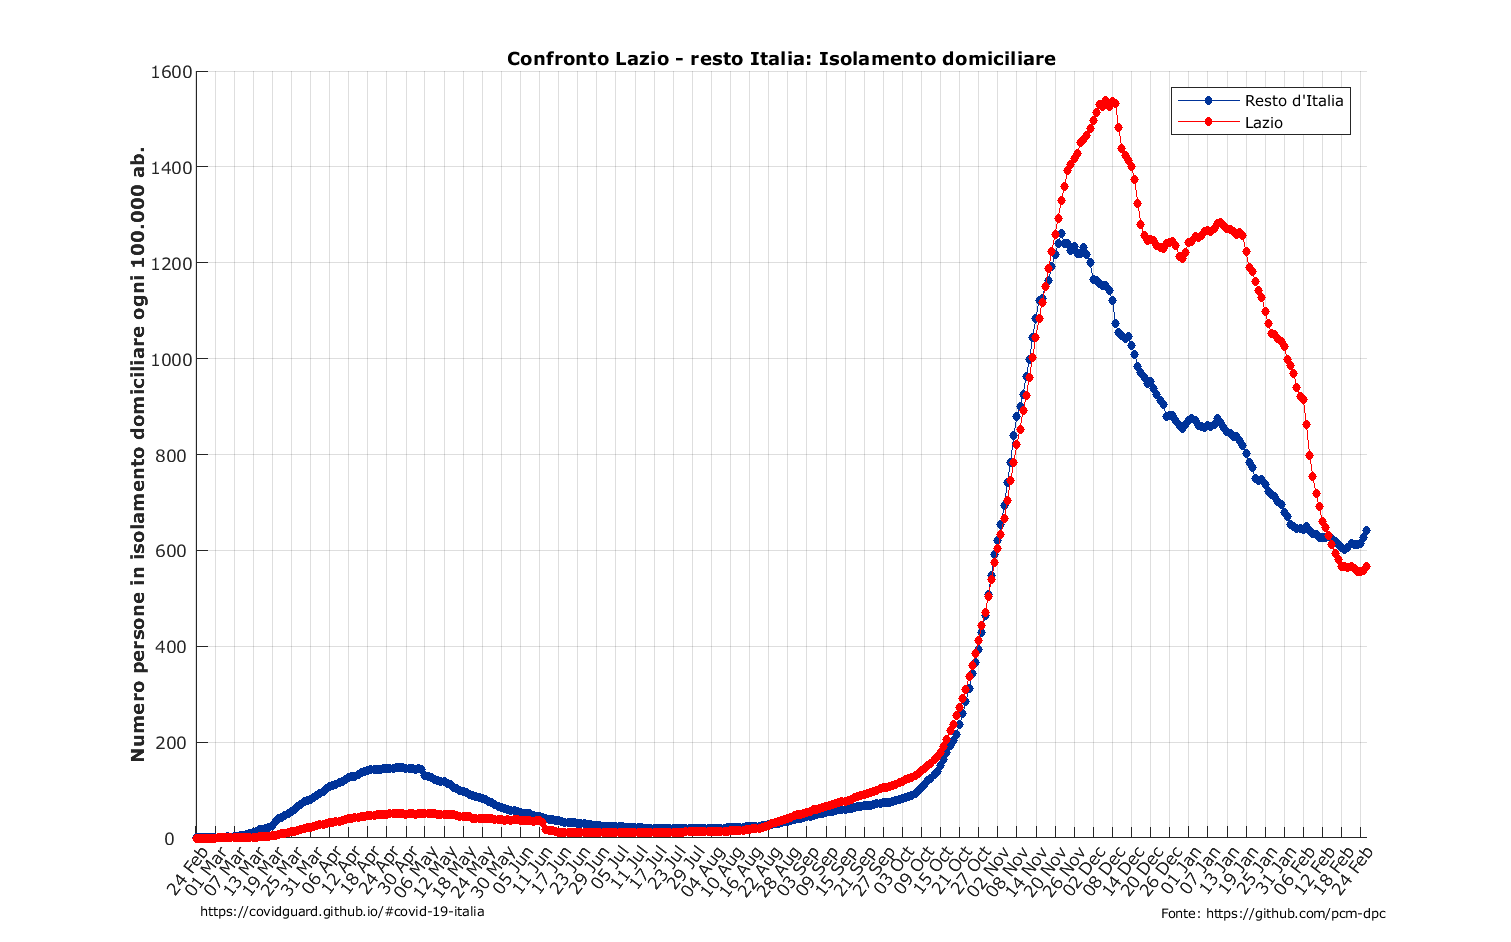 Confronto Lazio - resto Italia: Isolamento domiciliare
1600
1400
1200
1000
800
600
400
200
0
Numero persone in isolamento domiciliare ogni 100.000 ab.
Resto d'Italia
Lazio
24 Feb
01 Mar
07 Mar
13 Mar
19 Mar
25 Mar
31 Mar
06 Apr
12 Apr
18 Apr
24 Apr
30 Apr
06 May
12 May
18 May
24 May
30 May
05 Jun
11 Jun
17 Jun
23 Jun
29 Jun
05 Jul
11 Jul
17 Jul
23 Jul
29 Jul
04 Aug
10 Aug
16 Aug
22 Aug
28 Aug
03 Sep
09 Sep
15 Sep
21 Sep
27 Sep
03 Oct
09 Oct
15 Oct
21 Oct
27 Oct
02 Nov
08 Nov
14 Nov
20 Nov
26 Nov
02 Dec
08 Dec
14 Dec
20 Dec
26 Dec
01 Jan
07 Jan
13 Jan
19 Jan
25 Jan
31 Jan
06 Feb
12 Feb
18 Feb
24 Feb
https://covidguard.github.io/#covid-19-italia
Fonte: https://github.com/pcm-dpc